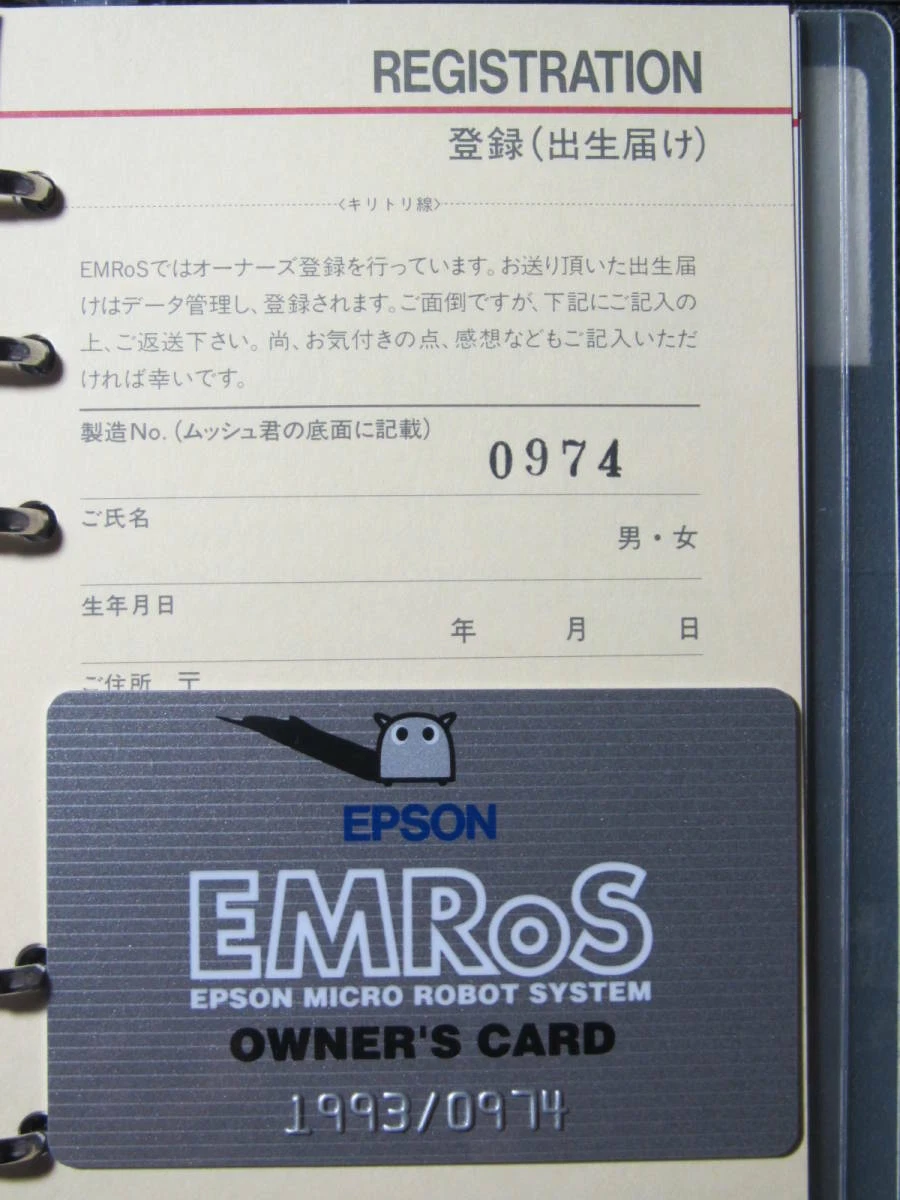 REGISTRATION
登録(出生届け)
〈キリトリ線〉
EMRoSではオーナーズ登録を行っています。お送り頂いた出生届
けはデータ管理し、登録されます。ご面倒ですが、下記にご記入の
上、ご返送下さい。尚、お気付きの点、感想などもご記入いただ
ければ幸いです。
製造No.(ムッシュ君の底面に記載)
0974
ご氏名
男・女
生年月日
年 月 日
ご住所 〒
EPSON
EMRoS
EPSON MICRO ROBOT SYSTEM
OWNER'S CARD
1993/0974